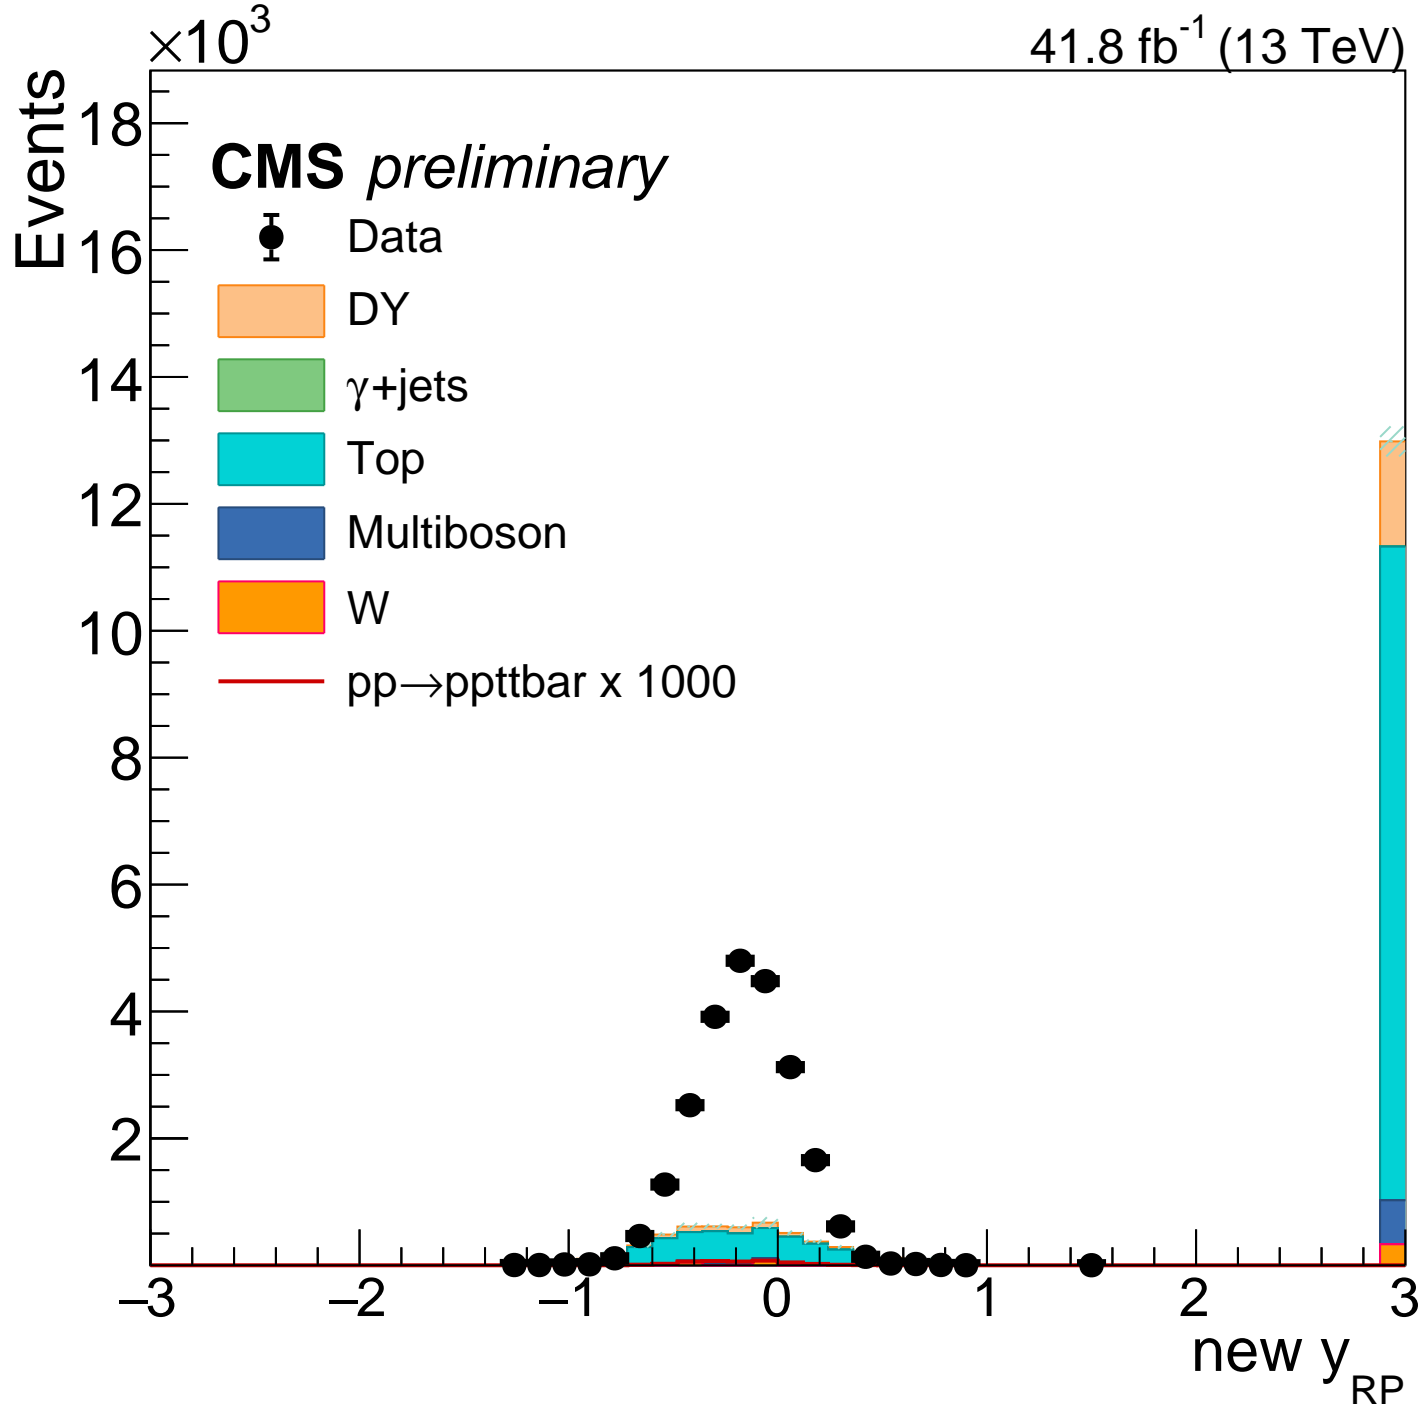 ×10³
41.8 fb⁻¹ (13 TeV)
Events
CMS preliminary
Data
DY
γ+jets
Top
Multiboson
W
pp→ppttbar x 1000
18
16
14
12
10
8
6
4
2
−3 −2 −1 0 1 2 3
new y_RP